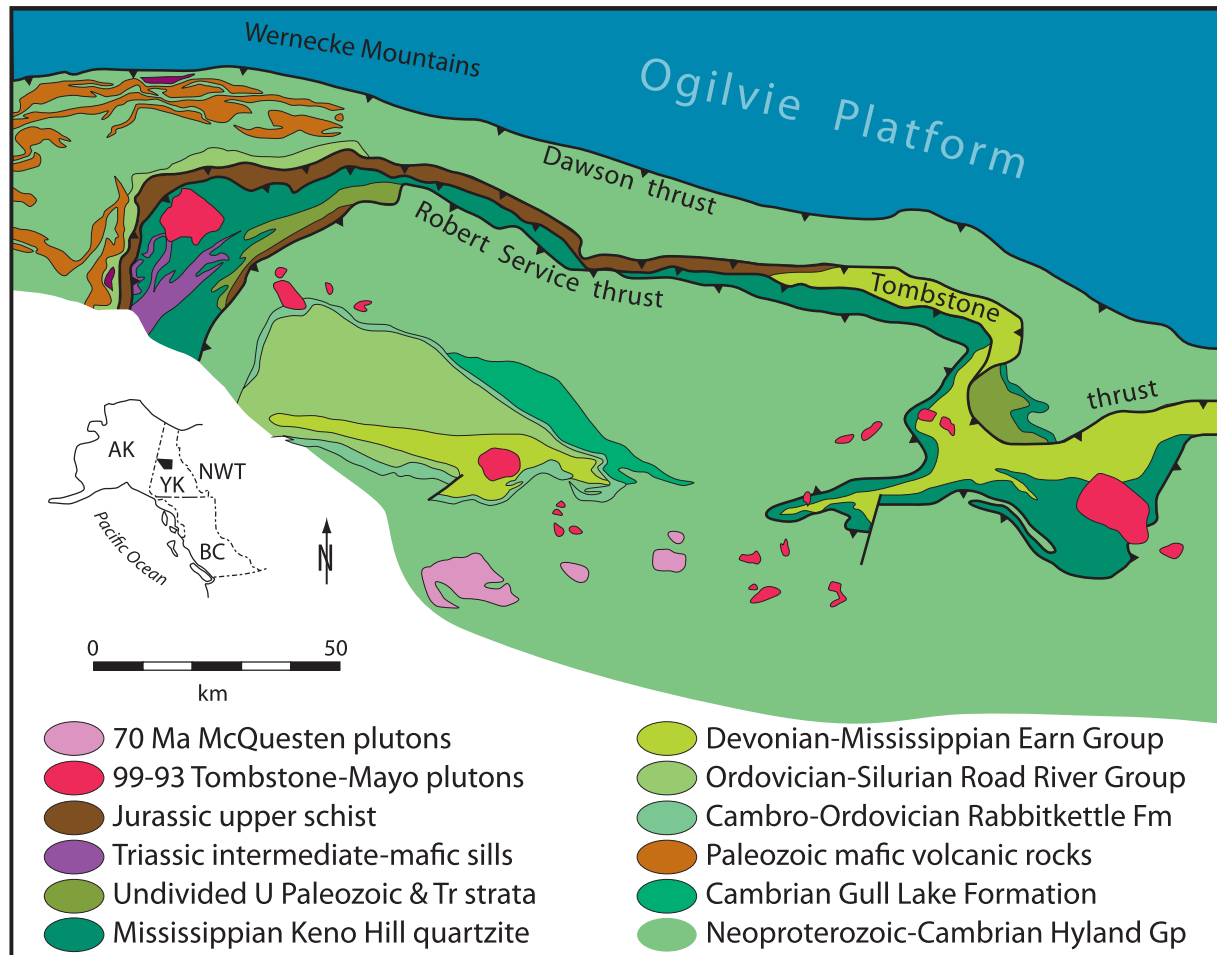 Wernecke Mountains
Ogilvie Platform
Dawson thrust
Robert Service thrust
Tombstone
thrust
AK
NWT
YK
BC
Pacific Ocean
N
0 50
km
70 Ma McQuesten plutons
99-93 Tombstone-Mayo plutons
Jurassic upper schist
Triassic intermediate-mafic sills
Undivided U Paleozoic & Tr strata
Mississippian Keno Hill quartzite
Devonian-Mississippian Earn Group
Ordovician-Silurian Road River Group
Cambro-Ordovician Rabbitkettle Fm
Paleozoic mafic volcanic rocks
Cambrian Gull Lake Formation
Neoproterozoic-Cambrian Hyland Gp